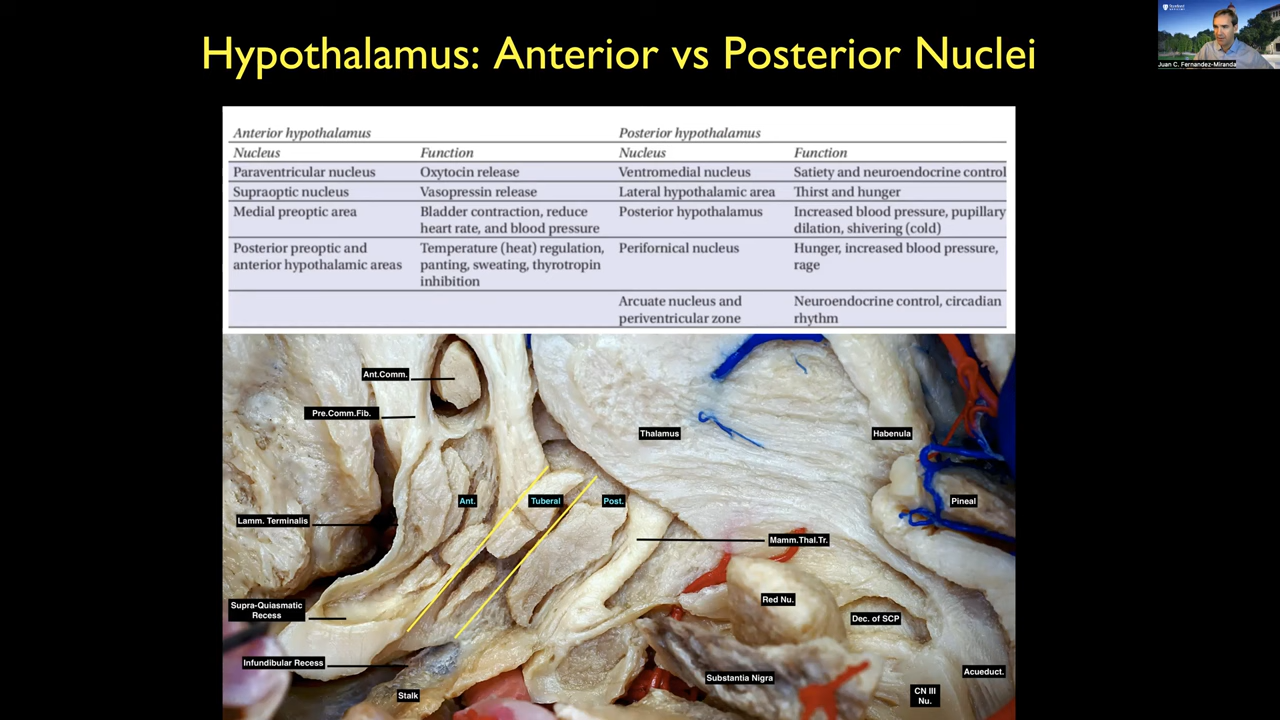 Hypothalamus: Anterior vs Posterior Nuclei
Juan C. Fernandez-Miranda
Anterior hypothalamus Posterior hypothalamus
Nucleus Function Nucleus Function
Paraventricular nucleus Oxytocin release Ventromedial nucleus Satiety and neuroendocrine control
Supraoptic nucleus Vasopressin release Lateral hypothalamic area Thirst and hunger
Medial preoptic area Bladder contraction, reduce Posterior hypothalamus Increased blood pressure, pupillary
heart rate, and blood pressure dilation, shivering (cold)
Posterior preoptic and Temperature (heat) regulation, Perifornical nucleus Hunger, increased blood pressure,
anterior hypothalamic areas panting, sweating, thyrotropin rage
inhibition
Arcuate nucleus and Neuroendocrine control, circadian
periventricular zone rhythm
Ant.Comm.
Pre.Comm.Fib.
Thalamus
Habenula
Ant.
Tuberal
Post.
Pineal
Lamm. Terminalis
Mamm.Thal.Tr.
Supra-Quiasmatic
Recess
Red Nu.
Dec. of SCP
Infundibular Recess
Substantia Nigra
Acueduct.
Stalk
CN III
Nu.